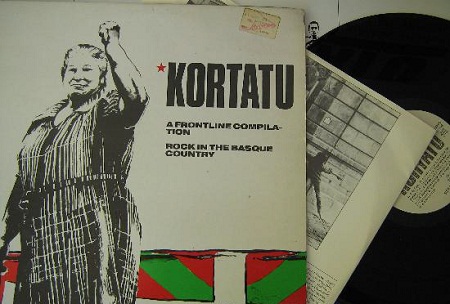 KORTATU
A FRONTLINE COMPILA-
TION
ROCK IN THE BASQUE
COUNTRY
KORTATU